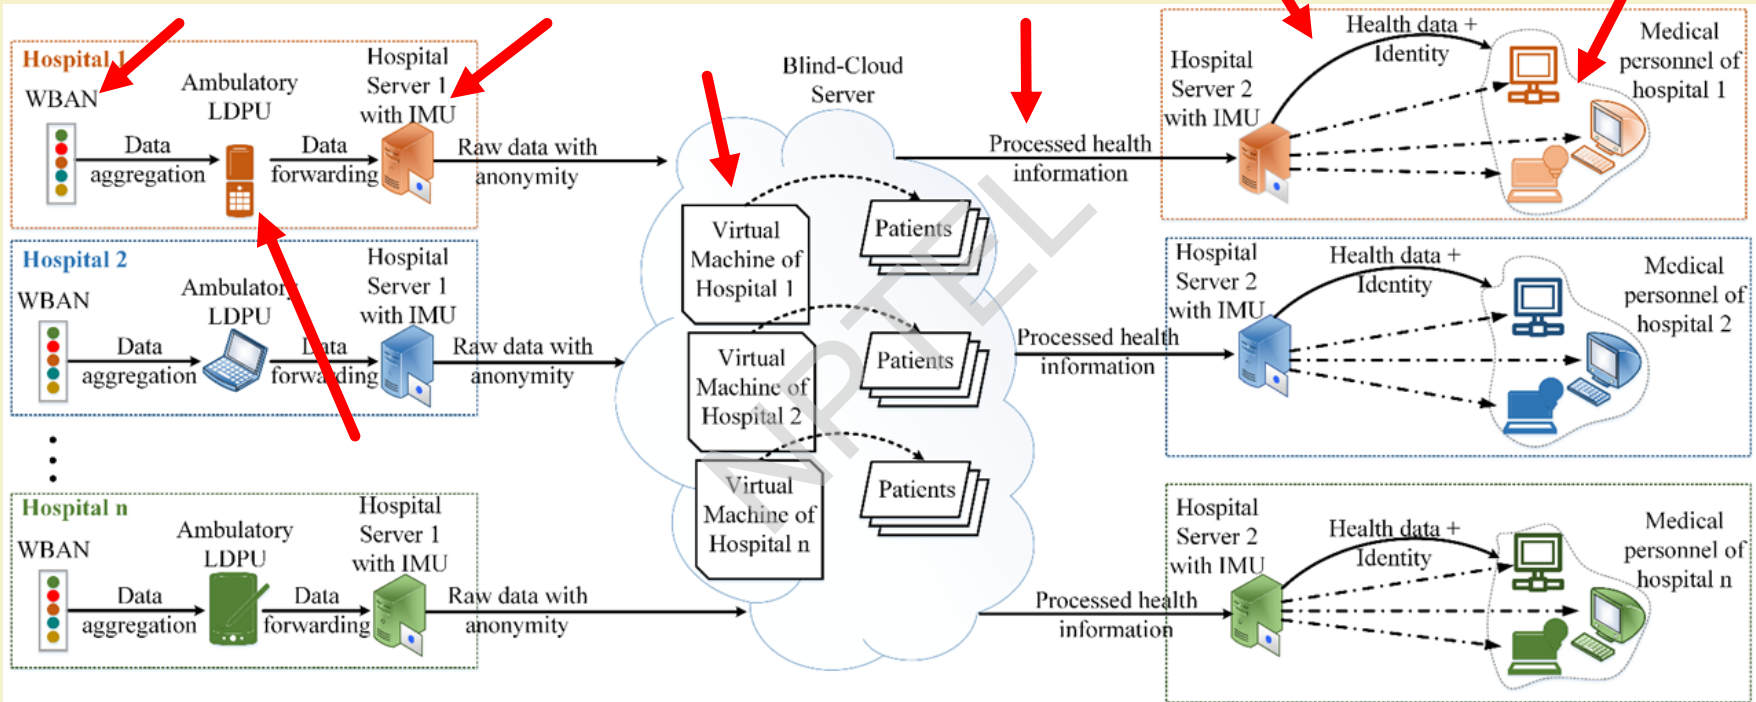 Hospital 1
WBAN
Ambulatory
LDPU
Hospital
Server 1
with IMU
Data
aggregation
Data
forwarding
Raw data with
anonymity
Hospital 2
WBAN
Ambulatory
LDPU
Hospital
Server 1
with IMU
Data
aggregation
Data
forwarding
Raw data with
anonymity
Hospital n
WBAN
Ambulatory
LDPU
Hospital
Server 1
with IMU
Data
aggregation
Data
forwarding
Raw data with
anonymity
Blind-Cloud
Server
Virtual
Machine of
Hospital 1
Patients
Virtual
Machine of
Hospital 2
Patients
Virtual
Machine of
Hospital n
Patients
NPTEL
Processed health
information
Hospital
Server 2
with IMU
Health data +
Identity
Medical
personnel of
hospital 1
Processed health
information
Hospital
Server 2
with IMU
Health data +
Identity
Medical
personnel of
hospital 2
Processed health
information
Hospital
Server 2
with IMU
Health data +
Identity
Medical
personnel of
hospital n